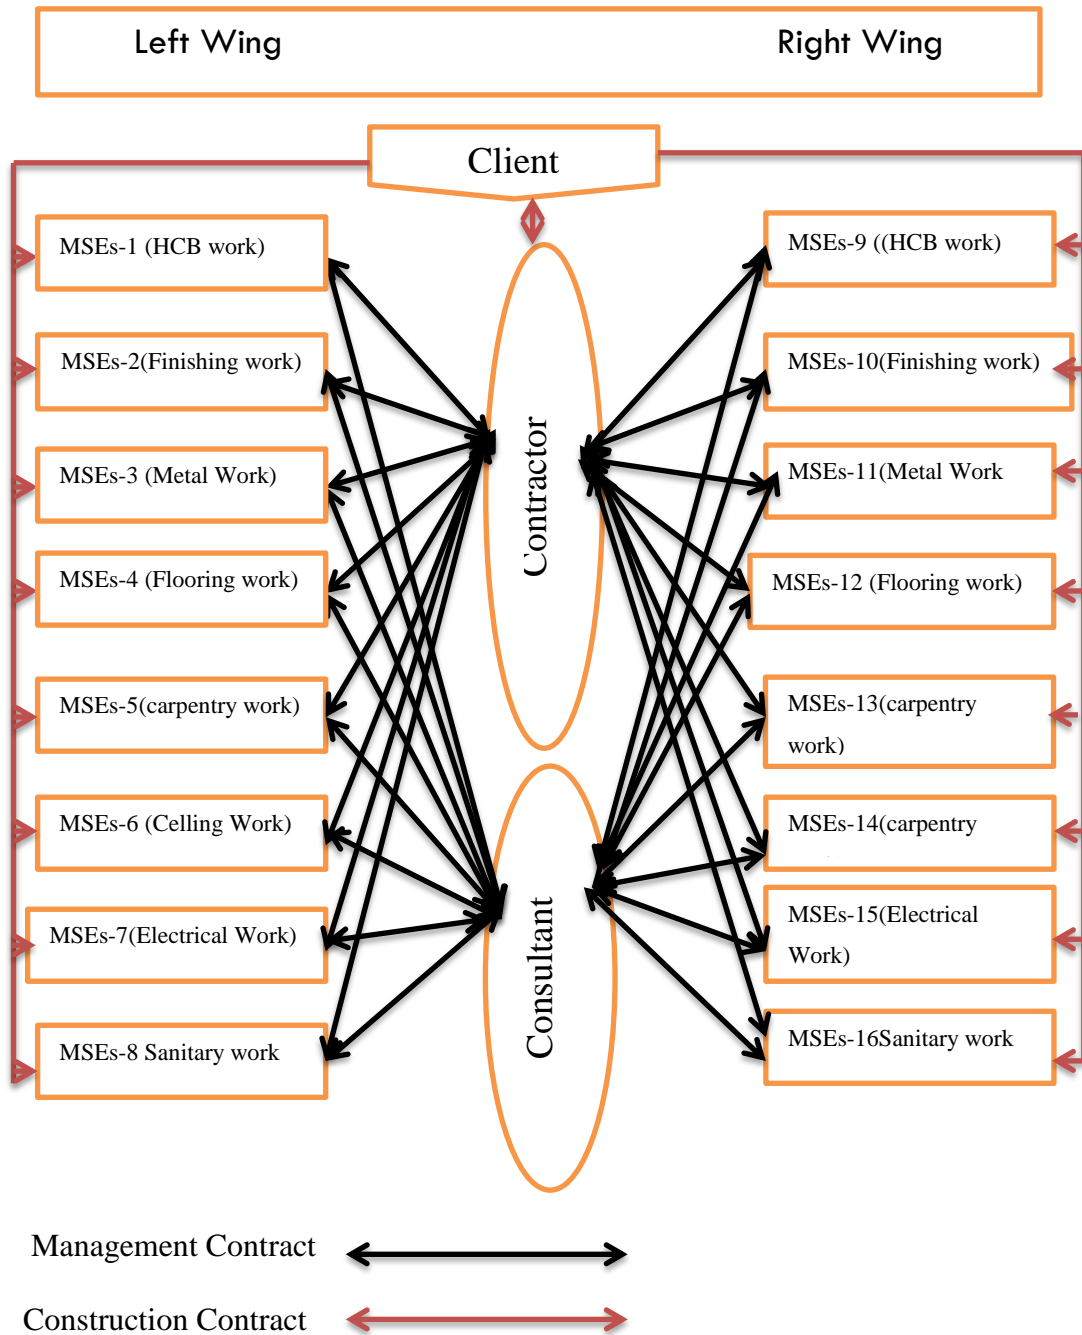 Left Wing
Right Wing
Client
MSEs-1 (HCB work)
MSEs-2(Finishing work)
MSEs-3 (Metal Work)
MSEs-4 (Flooring work)
MSEs-5(carpentry work)
MSEs-6 (Celling Work)
MSEs-7(Electrical Work)
MSEs-8 Sanitary work
Contractor
Consultant
MSEs-9 ((HCB work)
MSEs-10(Finishing work)
MSEs-11(Metal Work
MSEs-12 (Flooring work)
MSEs-13(carpentry
work)
MSEs-14(carpentry
MSEs-15(Electrical
Work)
MSEs-16Sanitary work
Management Contract
Construction Contract